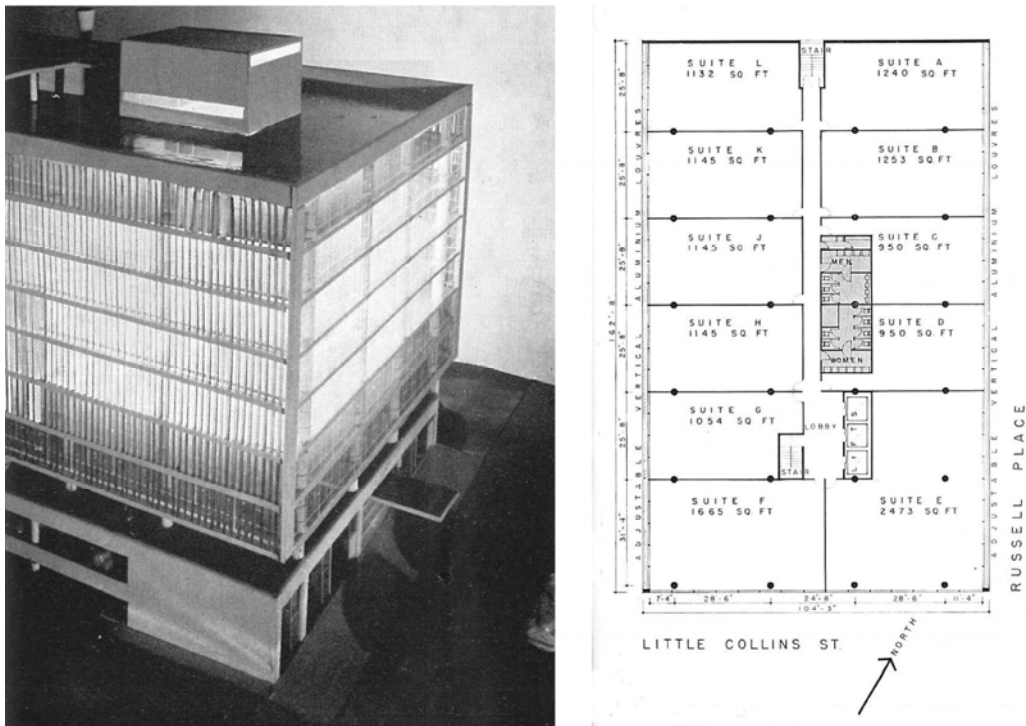 STAIR
SUITE L
1132 SQ FT
SUITE A
1240 SQ FT
25'-8"
SUITE K
1145 SQ FT
SUITE B
1253 SQ.FT
25'-8"
SUITE J
1145 SQ FT
SUITE C
950 SQ FT
25'-8"
MEN
SUITE H
1145 SQ FT
SUITE D
950 SQ FT
25'-8"
162'-8"
WOMEN
SUITE G
1054 SQ FT
LOBBY
LIFTS
25'-8"
STAIR
SUITE F
1665 SQ FT
SUITE E
2473 SQ FT
31'-4"
ADJUSTABLE VERTICAL ALUMINIUM LOUVRES
ADJUSTABLE VERTICAL ALUMINIUM LOUVRES
RUSSELL PLACE
7'-4" 28'-6" 24'-8" 28'-6" 11'-4"
104'-3"
LITTLE COLLINS ST.
NORTH